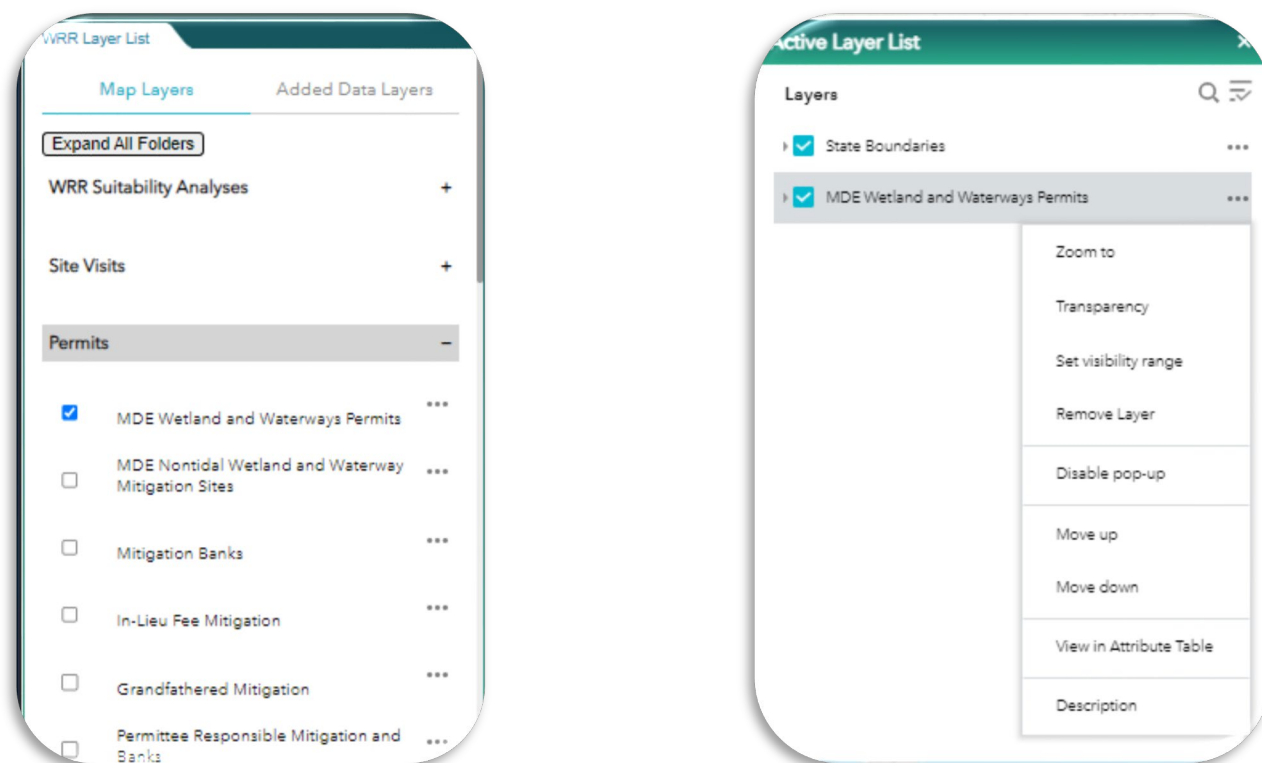 WRR Layer List
Map Layers
Added Data Layers
Expand All Folders
WRR Suitability Analyses
Site Visits
Permits
MDE Wetland and Waterways Permits
MDE Nontidal Wetland and Waterway
Mitigation Sites
Mitigation Banks
In-Lieu Fee Mitigation
Grandfathered Mitigation
Permittee Responsible Mitigation and
Banks
Active Layer List
Layers
State Boundaries
MDE Wetland and Waterways Permits
Zoom to
Transparency
Set visibility range
Remove Layer
Disable pop-up
Move up
Move down
View in Attribute Table
Description